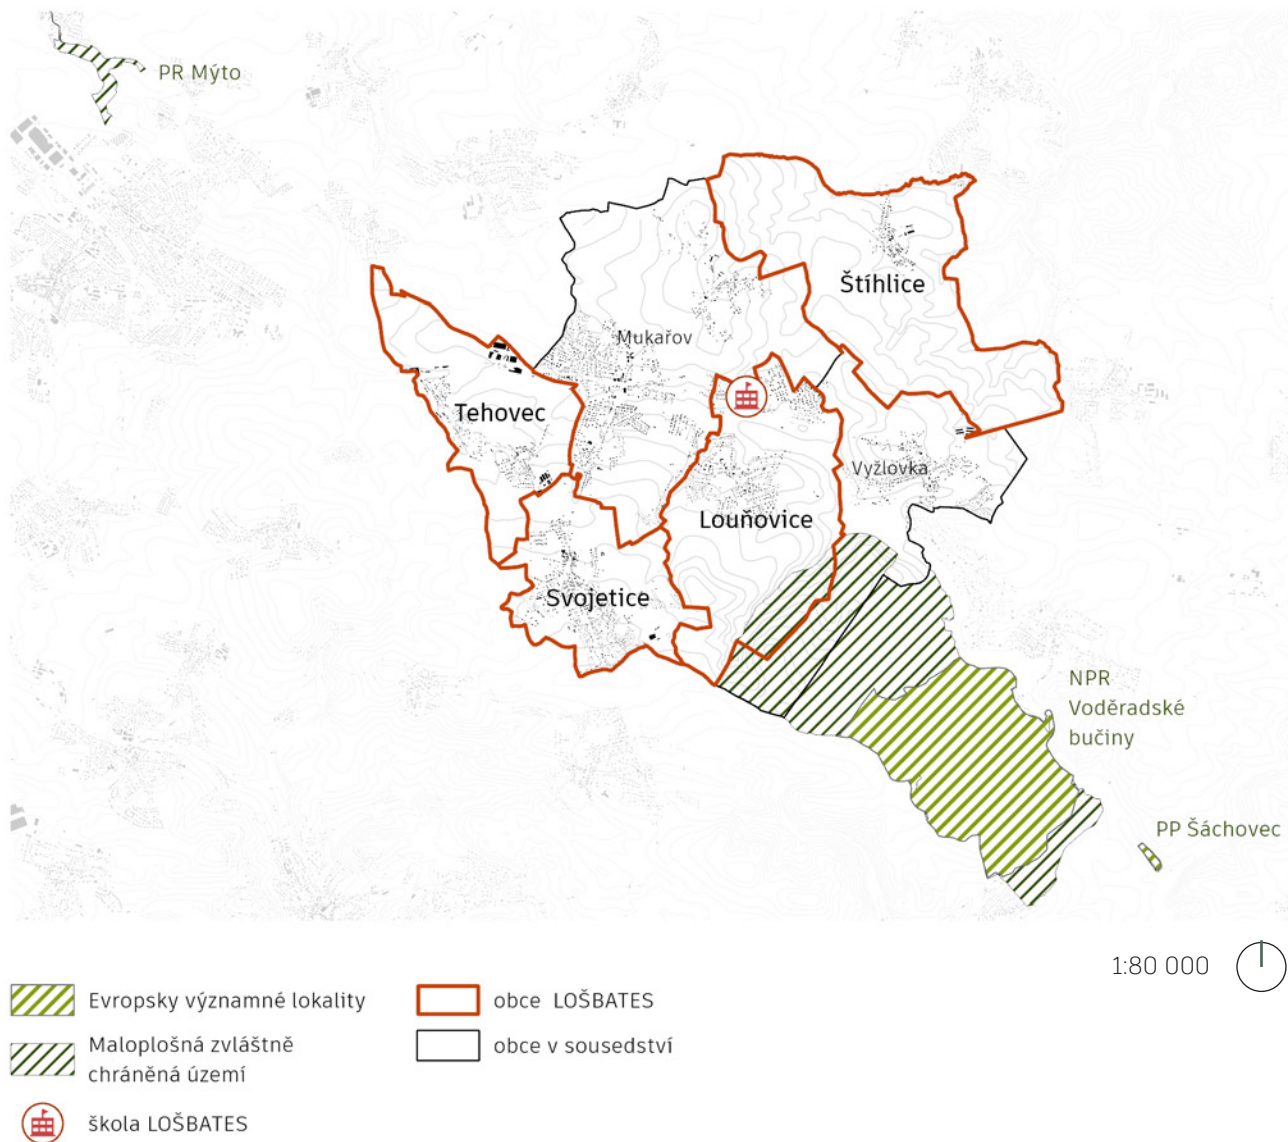 PR Mýto
Štíhlice
Mukařov
Tehovec
Vyžlovka
Louňovice
Svojetice
NPR
Voděradské
bučiny
PP Šáchovec
1:80 000
Evropsky významné lokality
obce LOŠBATES
Maloplošná zvláštně
chráněná území
obce v sousedství
škola LOŠBATES